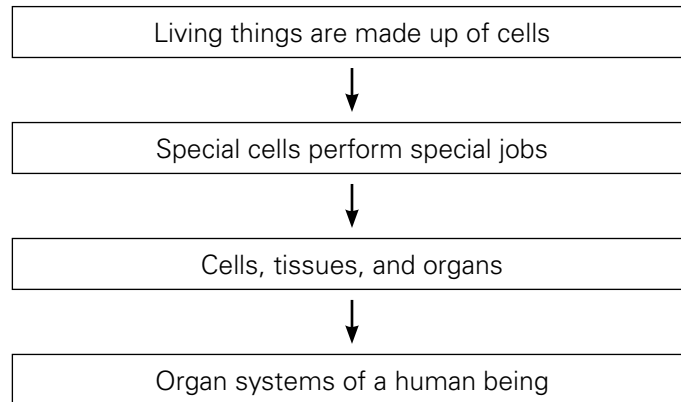 Living things are made up of cells
Special cells perform special jobs
Cells, tissues, and organs
Organ systems of a human being